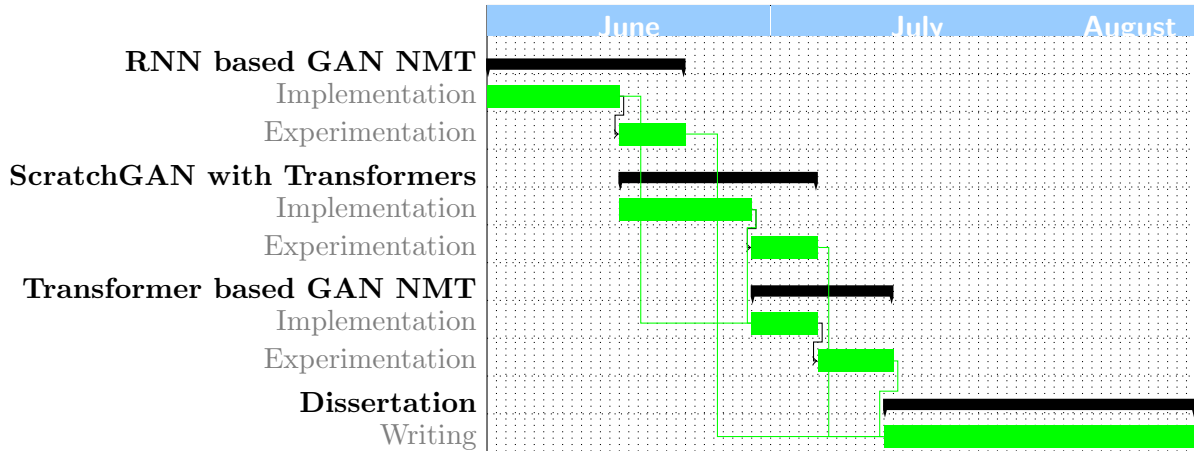 June July August
RNN based GAN NMT
Implementation
Experimentation
ScratchGAN with Transformers
Implementation
Experimentation
Transformer based GAN NMT
Implementation
Experimentation
Dissertation
Writing